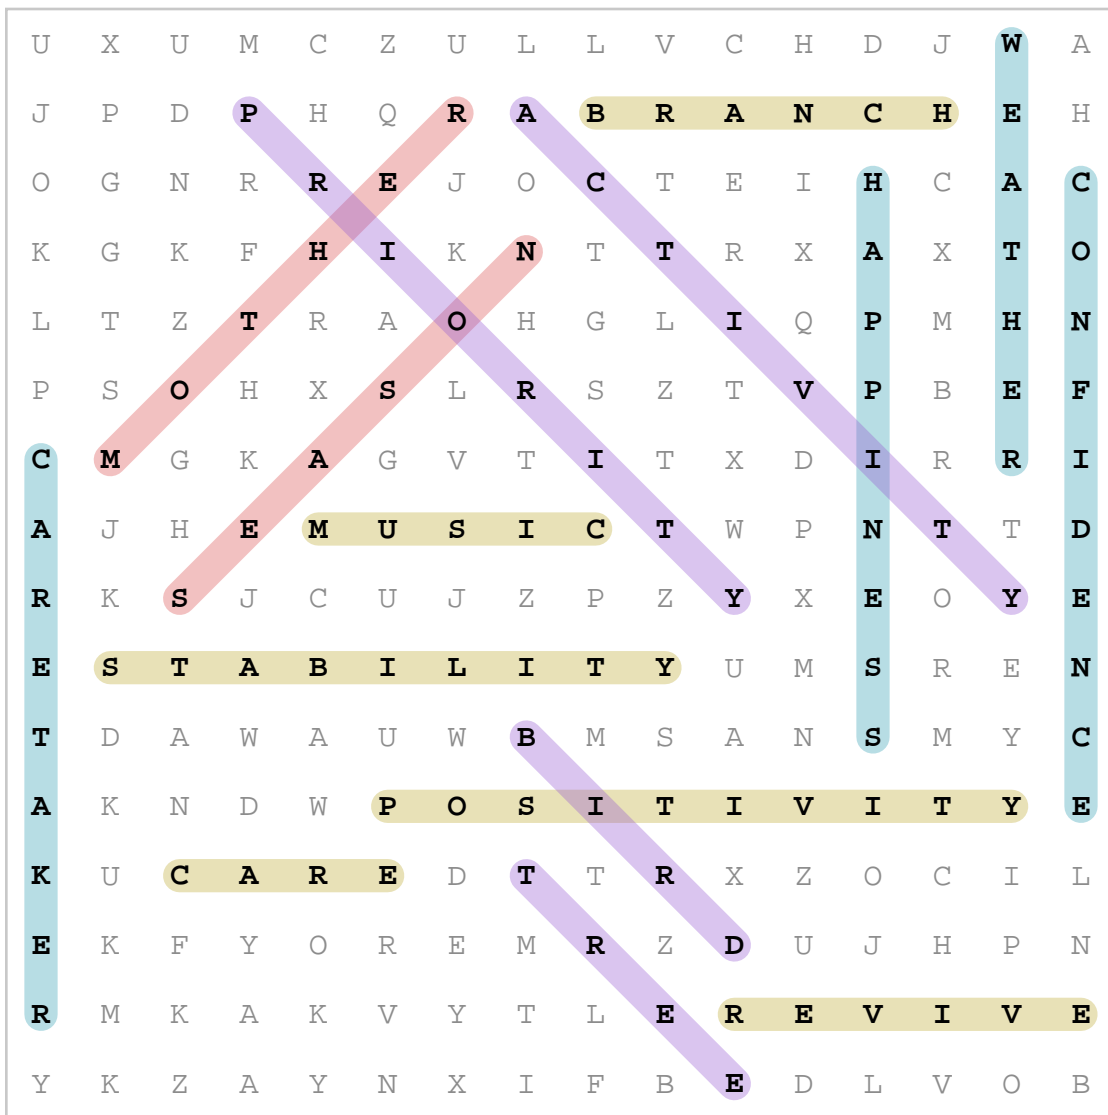 U X U M C Z U L L V C H D J W A
J P D P H Q R A B R A N C H E H
O G N R R E J O C T E I H C A C
K G K F H I K N T T R X A X T O
L T Z T R A O H G L I Q P M H N
P S O H X S L R S Z T V P B E F
C M G K A G V T I T X D I R R I
A J H E M U S I C T W P N T T D
R K S J C U J Z P Z Y X E O Y E
E S T A B I L I T Y U M S R E N
T D A W A U W B M S A N S M Y C
A K N D W P O S I T I V I T Y E
K U C A R E D T T R X Z O C I L
E K F Y O R E M R Z D U J H P N
R M K A K V Y T L E R E V I V E
Y K Z A Y N X I F B E D L V O B